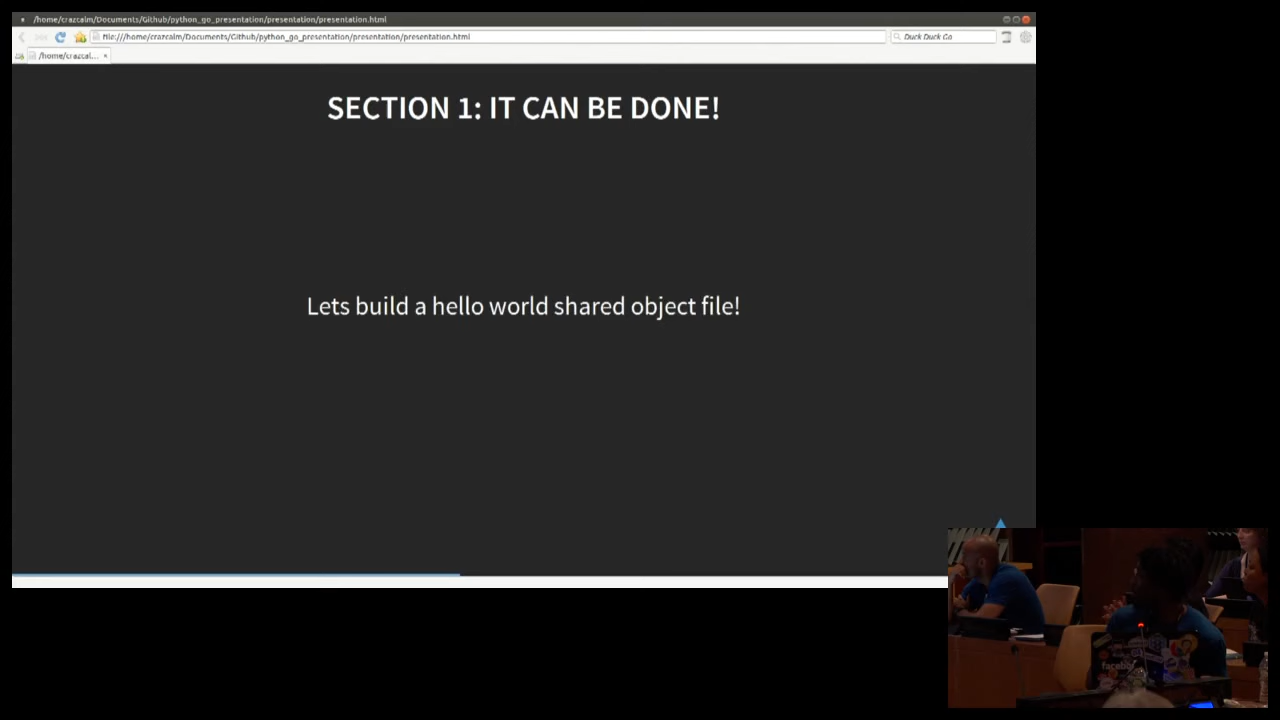 /home/crazcalm/Documents/Github/python_go_presentation/presentation/presentation.html
file:///home/crazcalm/Documents/Github/python_go_presentation/presentation/presentation.html
Duck Duck Go
/home/crazcal...
SECTION 1: IT CAN BE DONE!
Lets build a hello world shared object file!